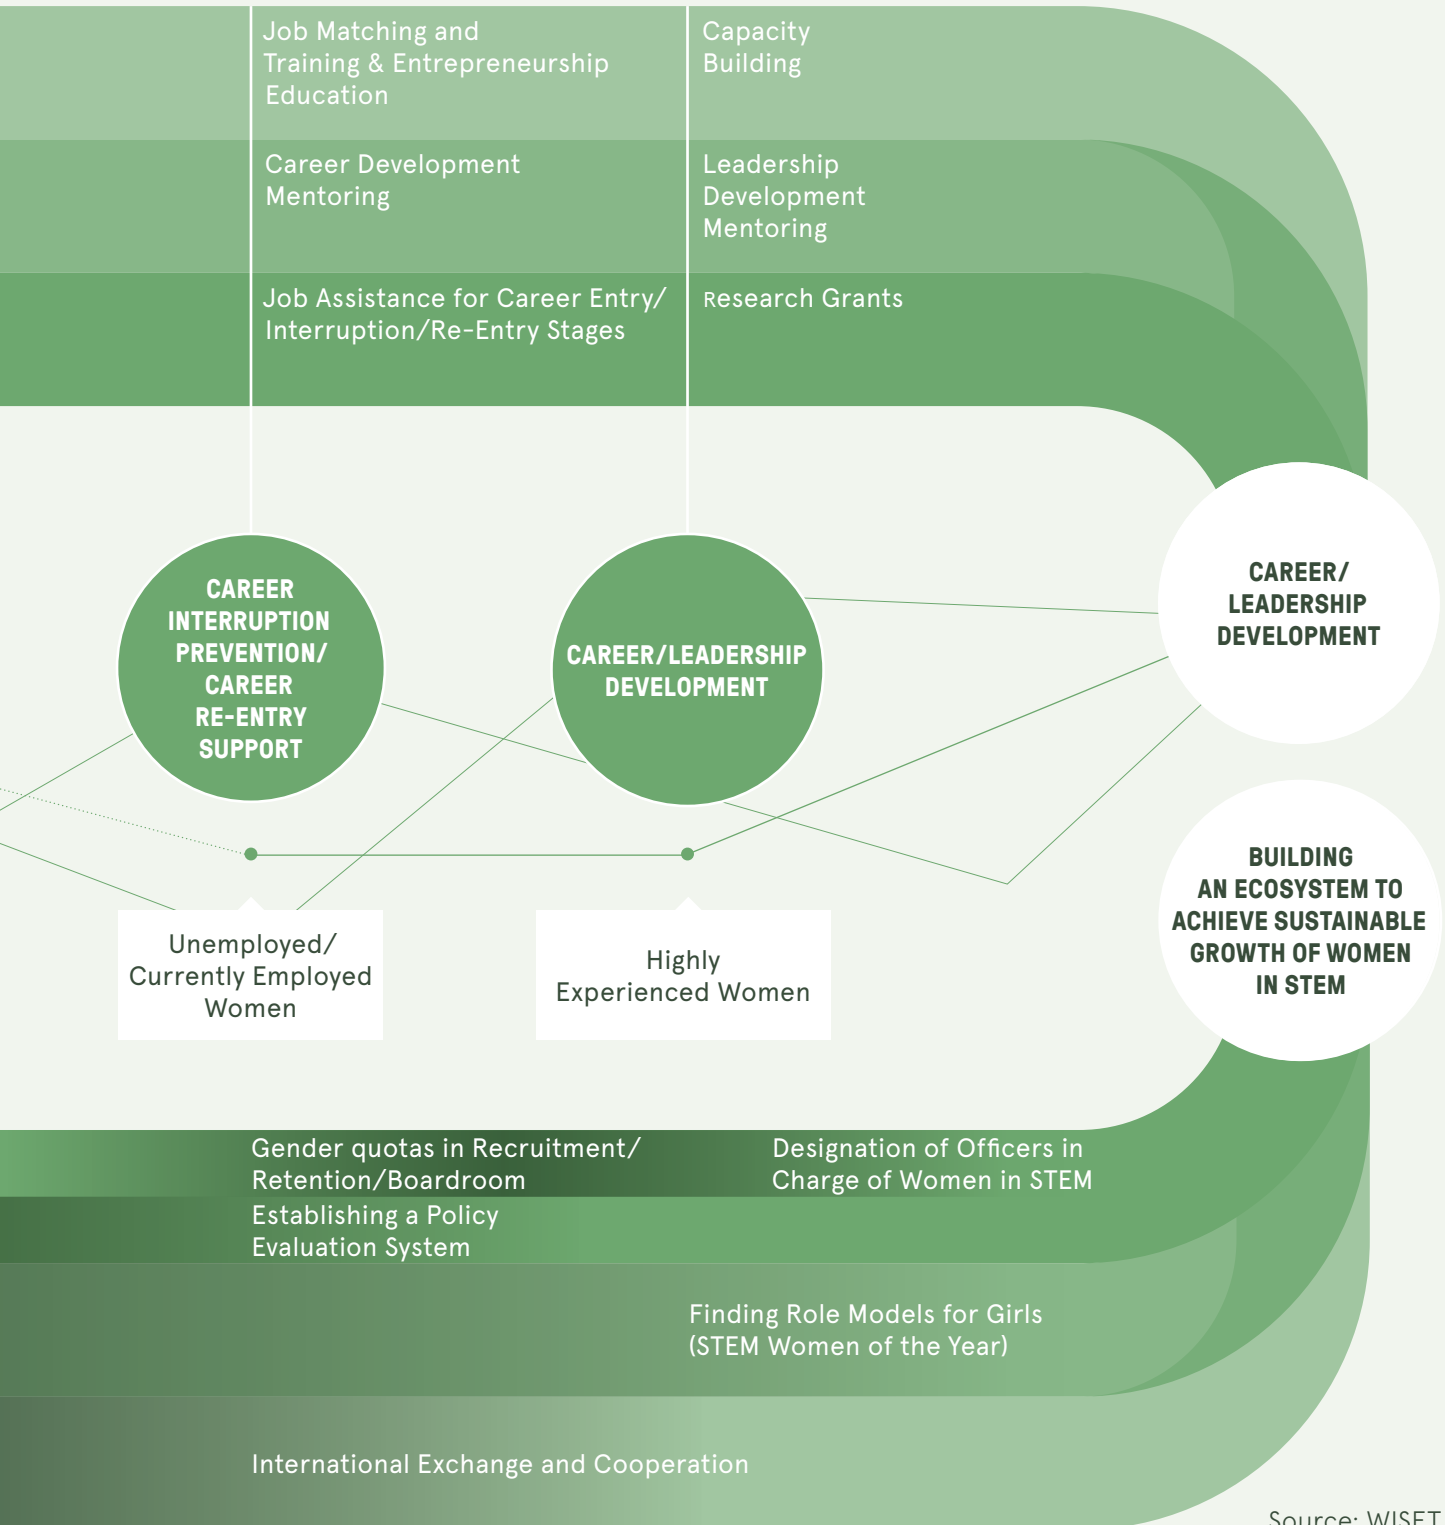 Job Matching and
Training & Entrepreneurship
Education
Capacity
Building
Career Development
Mentoring
Leadership
Development
Mentoring
Job Assistance for Career Entry/
Interruption/Re-Entry Stages
Research Grants
CAREER
INTERRUPTION
PREVENTION/
CAREER
RE-ENTRY
SUPPORT
CAREER/LEADERSHIP
DEVELOPMENT
CAREER/
LEADERSHIP
DEVELOPMENT
BUILDING
AN ECOSYSTEM TO
ACHIEVE SUSTAINABLE
GROWTH OF WOMEN
IN STEM
Unemployed/
Currently Employed
Women
Highly
Experienced Women
Gender quotas in Recruitment/
Retention/Boardroom
Designation of Officers in
Charge of Women in STEM
Establishing a Policy
Evaluation System
Finding Role Models for Girls
(STEM Women of the Year)
International Exchange and Cooperation
Source: WISET